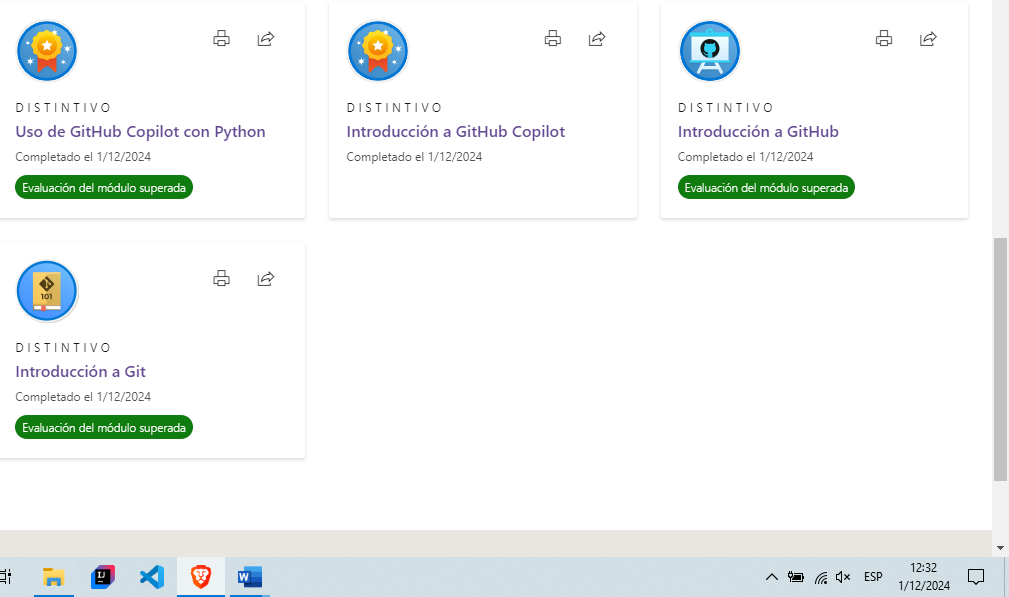 DISTINTIVO
Uso de GitHub Copilot con Python
Completado el 1/12/2024
Evaluación del módulo superada
DISTINTIVO
Introducción a GitHub Copilot
Completado el 1/12/2024
DISTINTIVO
Introducción a GitHub
Completado el 1/12/2024
Evaluación del módulo superada
101
DISTINTIVO
Introducción a Git
Completado el 1/12/2024
Evaluación del módulo superada
IJ
W
ESP
12:32
1/12/2024